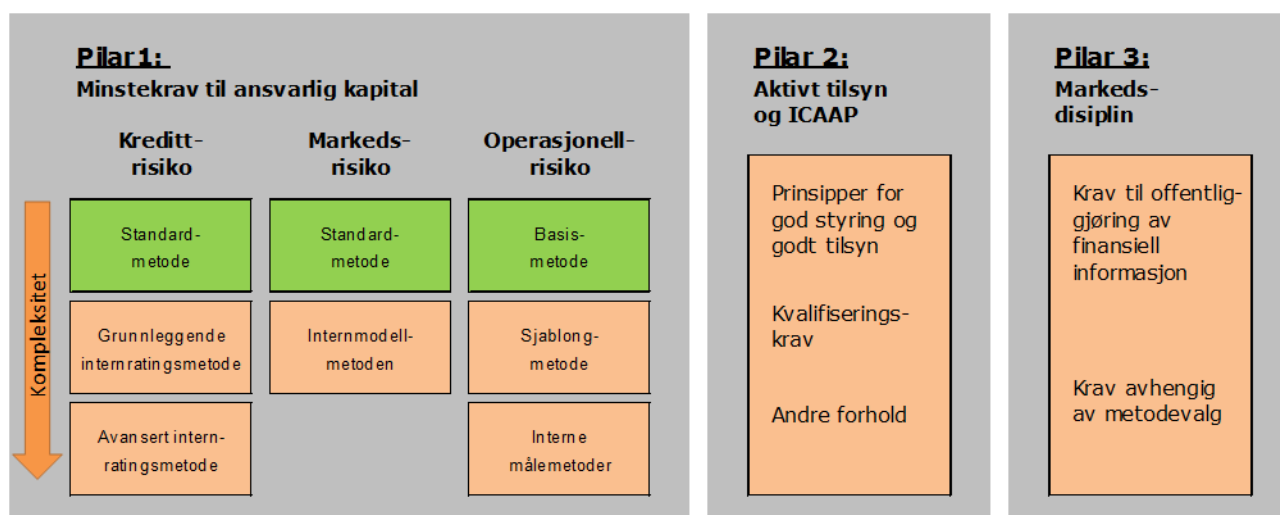 Pilar 1:
Minstekrav til ansvarlig kapital
Kreditt-
risiko
Markeds-
risiko
Operasjonell-
risiko
Kompleksitet
Standard-
metode
Standard-
metode
Basis-
metode
Grunnleggende
internratingsmetode
Internmodell-
metoden
Sjablong-
metode
Avansert intern-
ratingsmetode
Interne
målemetoder
Pilar 2:
Aktivt tilsyn
og ICAAP
Prinsipper for
god styring og
godt tilsyn
Kvalifiserings-
krav
Andre forhold
Pilar 3:
Markeds-
disiplin
Krav til offentlig-
gjøring av
finansiell
informasjon
Krav avhengig
av metodevalg